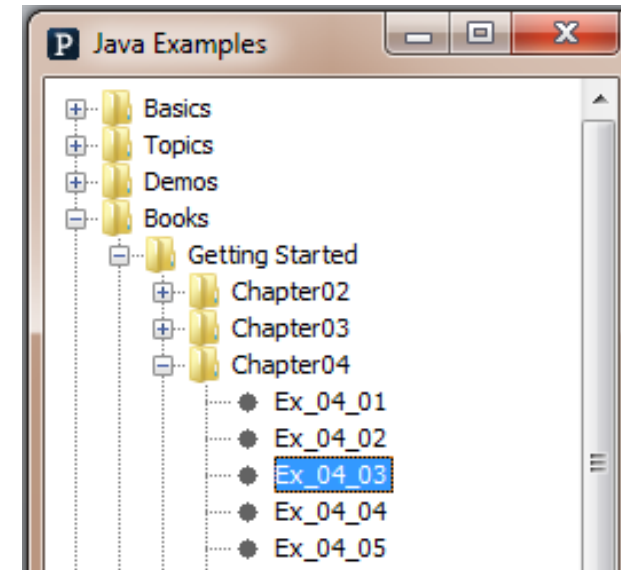 P Java Examples
Basics
Topics
Demos
Books
Getting Started
Chapter02
Chapter03
Chapter04
Ex_04_01
Ex_04_02
Ex_04_03
Ex_04_04
Ex_04_05